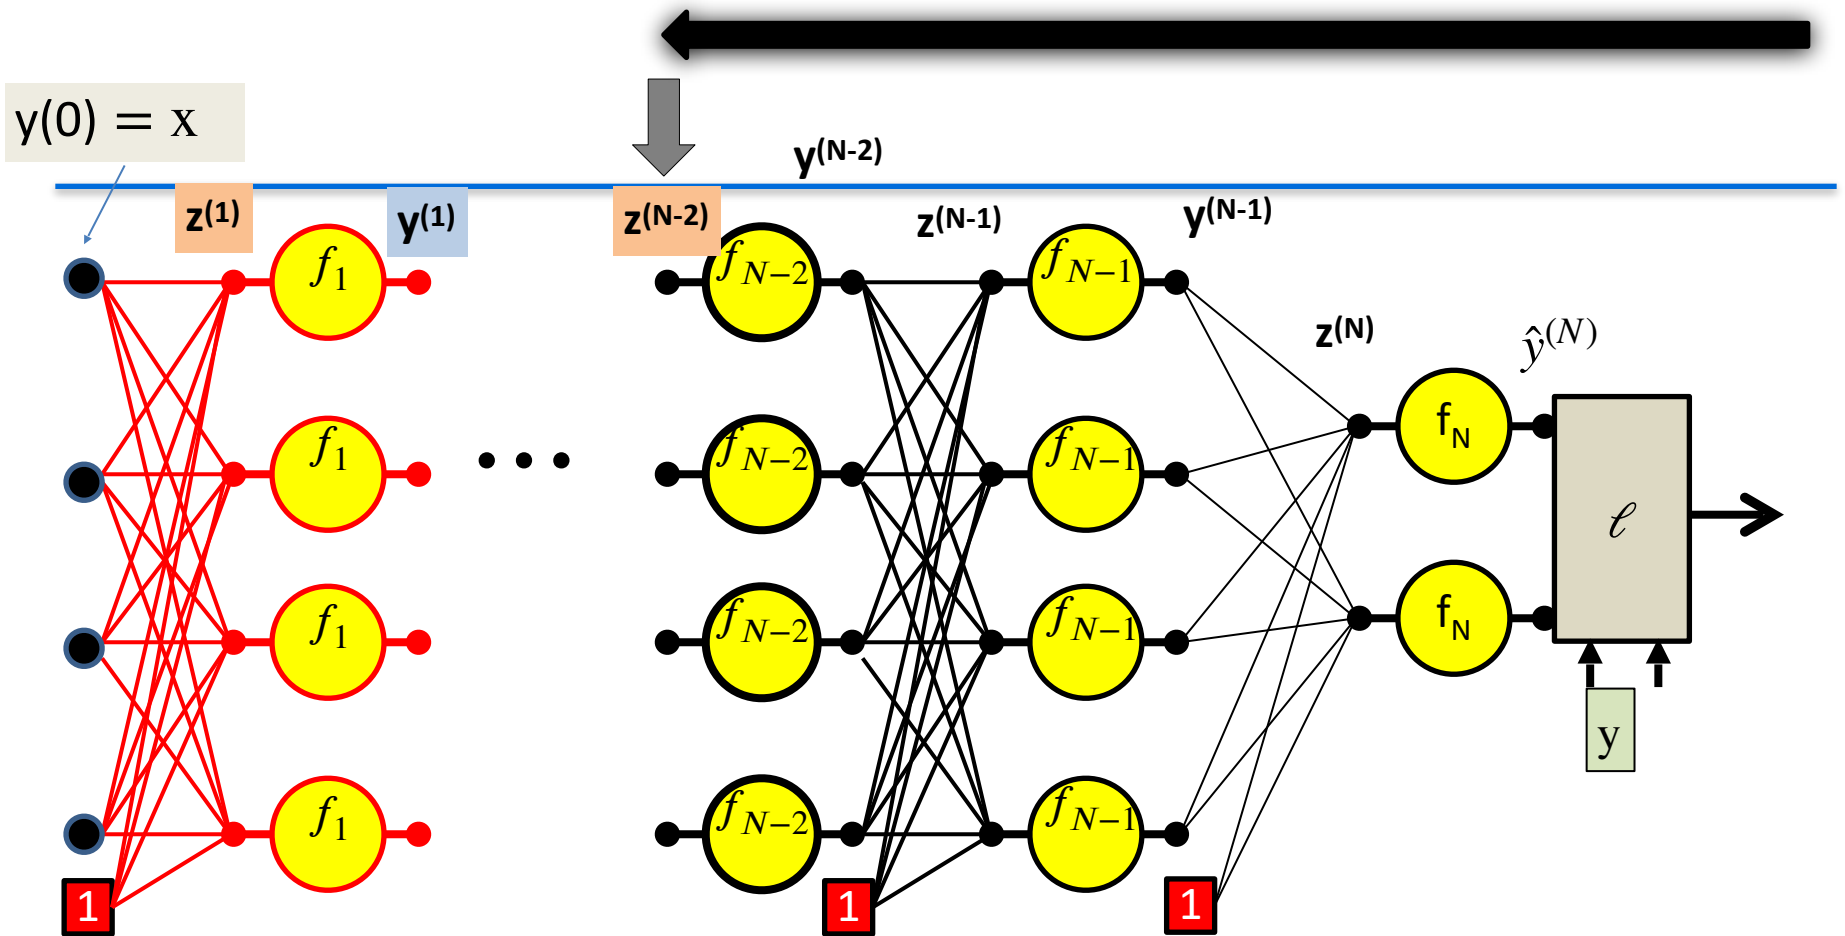 y(0) = x
y(N-2)
z(1)
y(1)
z(N-2)
z(N-1)
y(N-1)
f1
fN−2
fN−1
z(N)
ŷ(N)
fN
f1
fN−2
fN−1
ℓ
f1
fN−2
fN−1
fN
y
f1
fN−2
fN−1
1
1
1